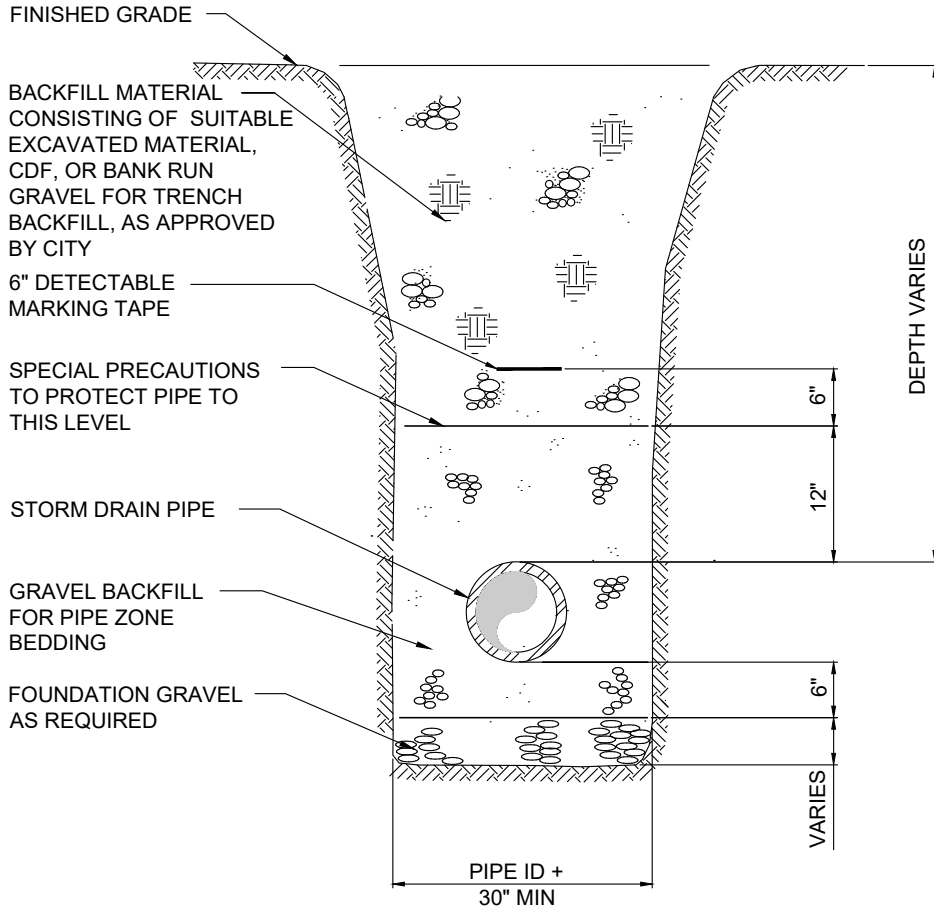 FINISHED GRADE
BACKFILL MATERIAL
CONSISTING OF SUITABLE
EXCAVATED MATERIAL,
CDF, OR BANK RUN
GRAVEL FOR TRENCH
BACKFILL, AS APPROVED
BY CITY
6" DETECTABLE
MARKING TAPE
SPECIAL PRECAUTONS
TO PROTECT PIPE TO
THIS LEVEL
STORM DRAIN PIPE
GRAVEL BACKFILL
FOR PIPE ZONE
BEDDING
FOUNDATION GRAVEL
AS REQUIRED
DEPTH VARIES
6"
12"
6"
VARIES
PIPE ID +
30" MIN